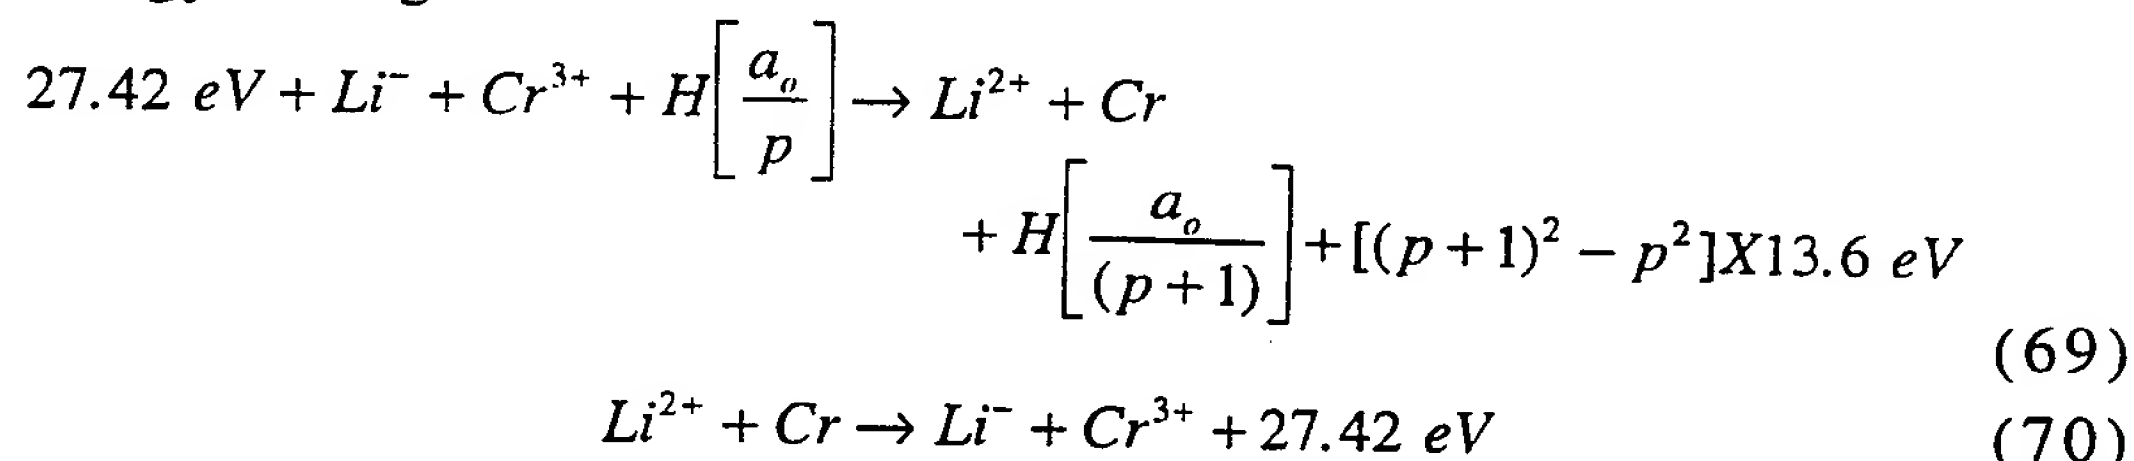 27.42 eV + Li⁻ + Cr³⁺ + H[aₒ/p] → Li²⁺ + Cr
+ H[aₒ/(p+1)] + [(p+1)² − p²]X13.6 eV
(69)
Li²⁺ + Cr → Li⁻ + Cr³⁺ + 27.42 eV (70)